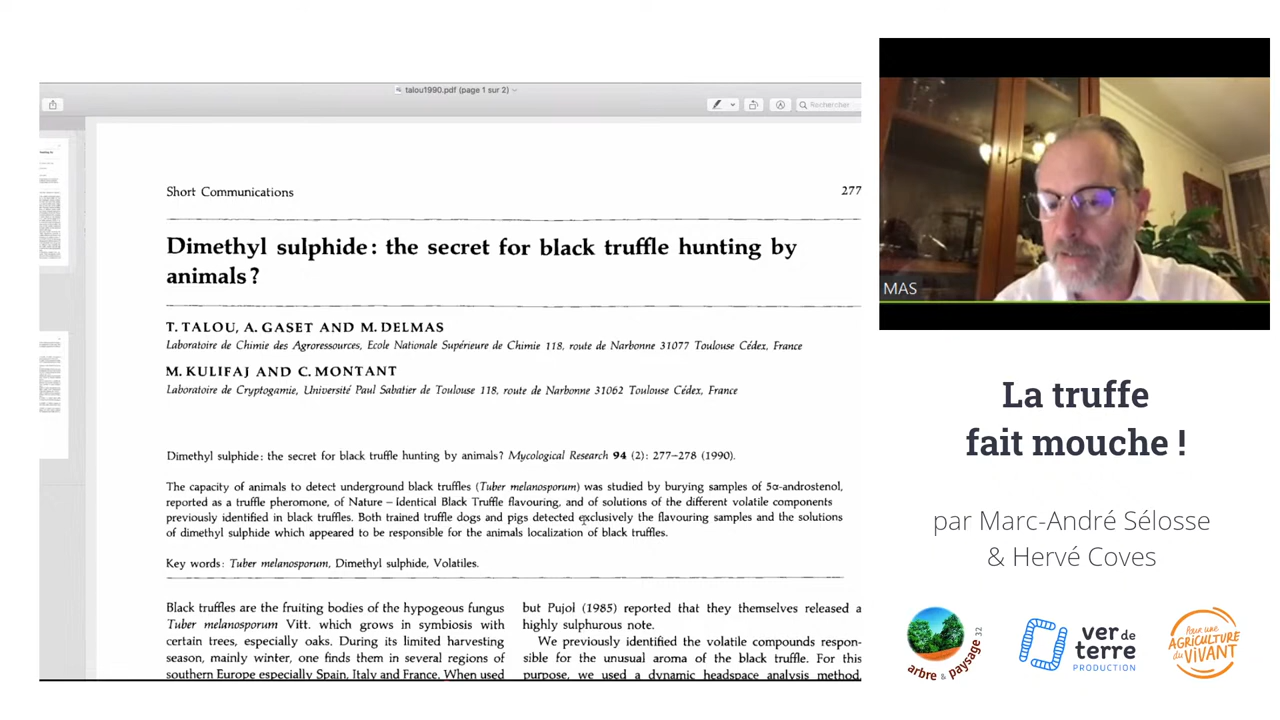 talou1990.pdf (page 1 sur 2)
Rechercher
Short Communications
277
Dimethyl sulphide: the secret for black truffle hunting by
animals?
T. TALOU, A. GASET AND M. DELMAS
Laboratoire de Chimie des Agroressources, Ecole Nationale Supérieure de Chimie 118, route de Narbonne 31077 Toulouse Cédex, France
M. KULIFAJ AND C. MONTANT
Laboratoire de Cryptogamie, Université Paul Sabatier de Toulouse 118, route de Narbonne 31062 Toulouse Cédex, France
Dimethyl sulphide: the secret for black truffle hunting by animals? Mycological Research 94 (2): 277–278 (1990).
The capacity of animals to detect underground black truffles (Tuber melanosporum) was studied by burying samples of 5α-androstenol,
reported as a truffle pheromone, of Nature – Identical Black Truffle flavouring, and of solutions of the different volatile components
previously identified in black truffles. Both trained truffle dogs and pigs detected exclusively the flavouring samples and the solutions
of dimethyl sulphide which appeared to be responsible for the animals localization of black truffles.
Key words: Tuber melanosporum, Dimethyl sulphide, Volatiles.
Black truffles are the fruiting bodies of the hypogeous fungus
Tuber melanosporum Vitt. which grows in symbiosis with
certain trees, especially oaks. During its limited harvesting
season, mainly winter, one finds them in several regions of
southern Europe especially Spain, Italy and France. When used
but Pujol (1985) reported that they themselves released a
highly sulphurous note.
We previously identified the volatile compounds respon-
sible for the unusual aroma of the black truffle. For this
purpose, we used a dynamic headspace analysis method,
MAS
La truffe
fait mouche !
par Marc-André Sélosse
& Hervé Coves
arbre & paysage 32
ver de
terre
PRODUCTION
Pour une
AGRICULTURE
du VIVANT